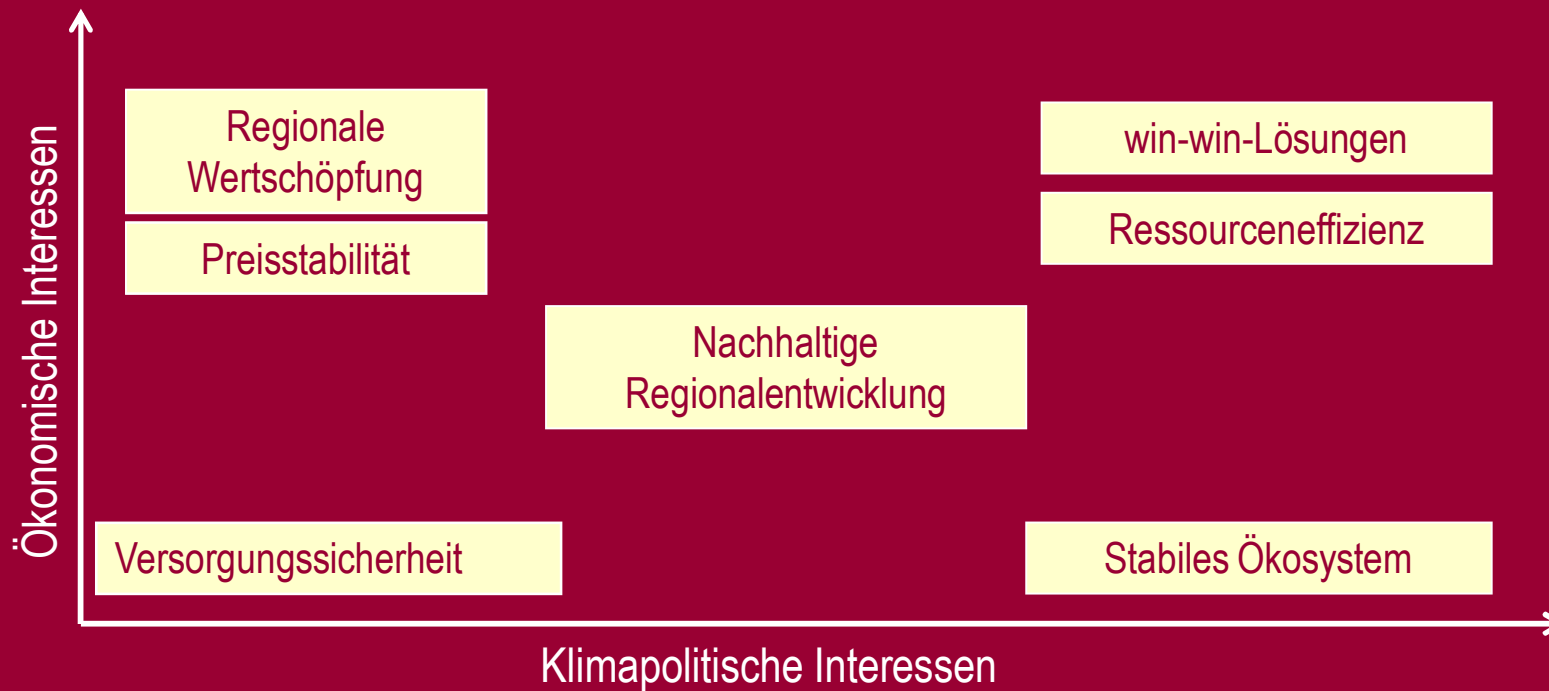 Ökonomische Interessen
Regionale
Wertschöpfung
Preisstabilität
win-win-Lösungen
Ressourceneffizienz
Nachhaltige
Regionalentwicklung
Versorgungssicherheit
Stabiles Ökosystem
Klimapolitische Interessen